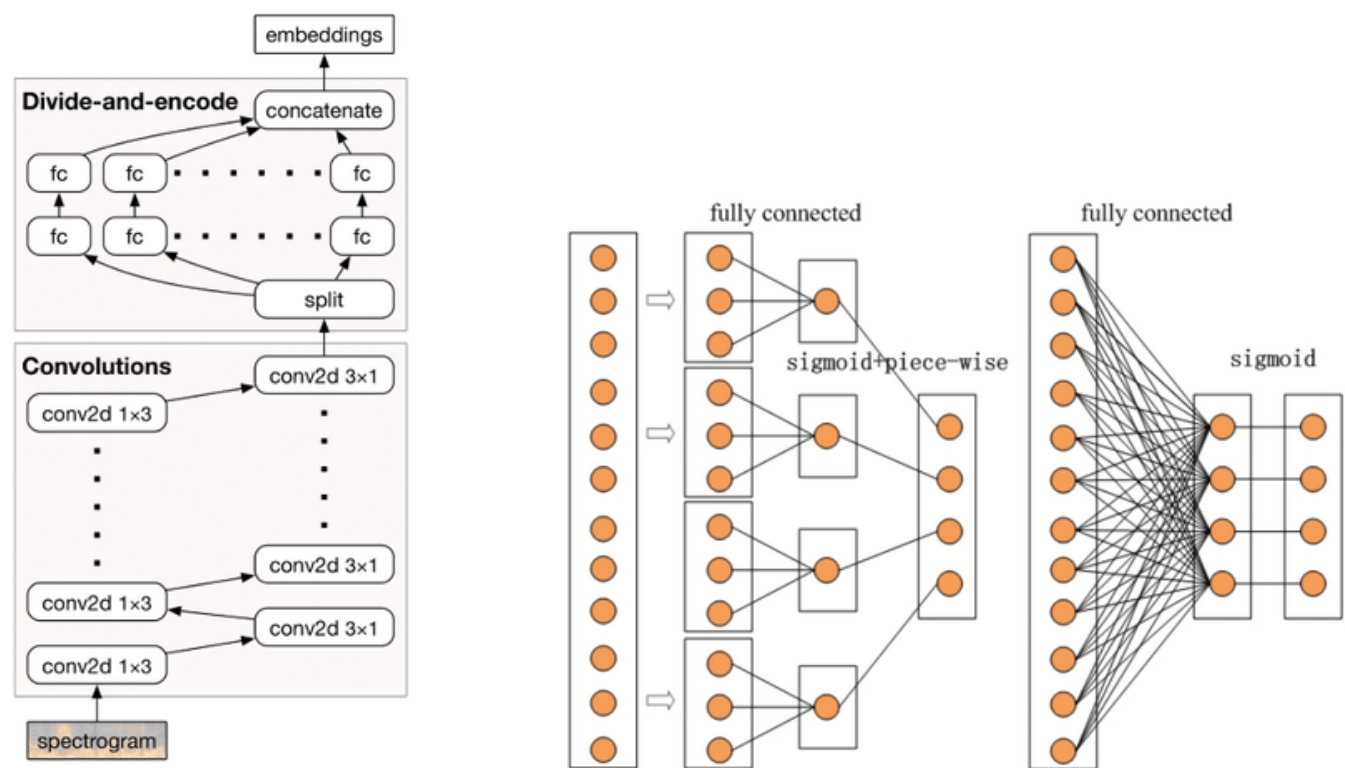 embeddings
Divide-and-encode
concatenate
fc
fc
fc
fc
fc
fc
split
Convolutions
conv2d 3×1
conv2d 1×3
conv2d 3×1
conv2d 1×3
conv2d 3×1
conv2d 1×3
spectrogram
fully connected
sigmoid+piece-wise
fully connected
sigmoid